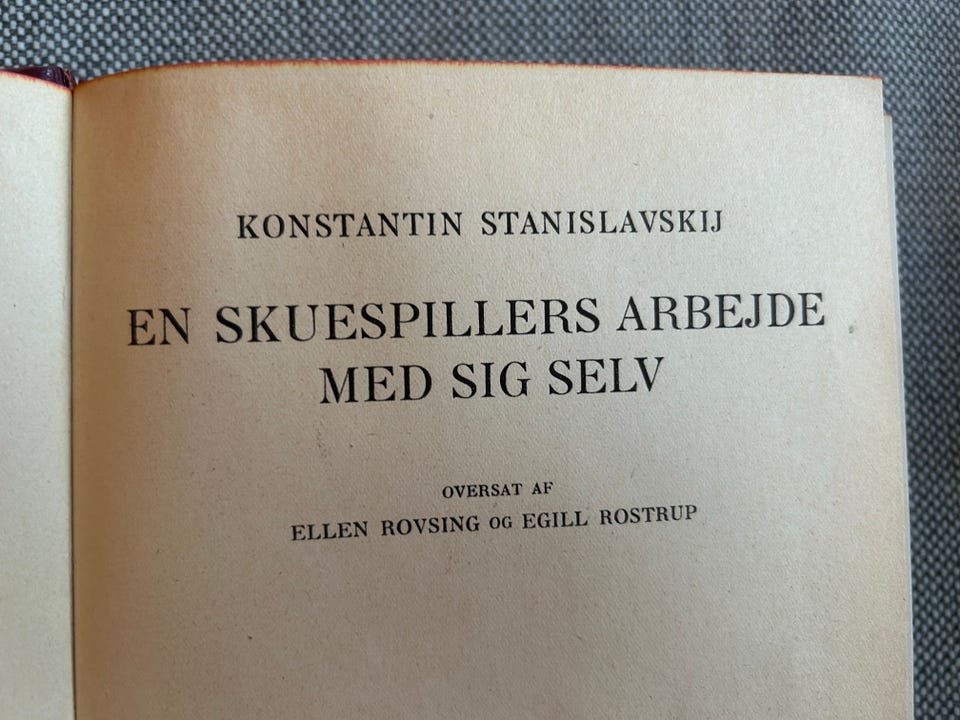 KONSTANTIN STANISLAVSKIJ
EN SKUESPILLERS ARBEJDE
MED SIG SELV
OVERSAT AF
ELLEN ROVSING OG EGILL ROSTRUP